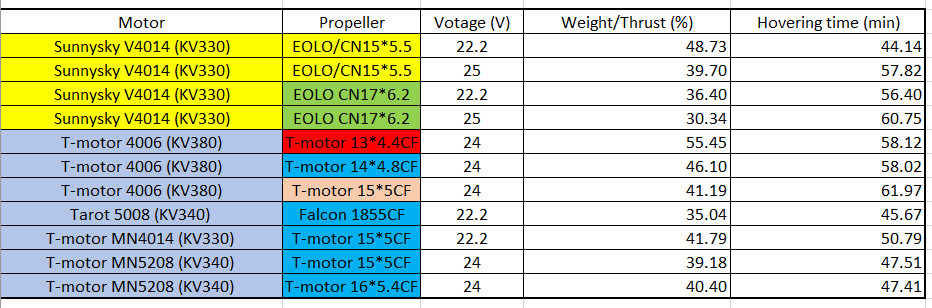 Motor Propeller Votage (V) Weight/Thrust (%) Hovering time (min)
Sunnysky V4014 (KV330) EOLO/CN15*5.5 22.2 48.73 44.14
Sunnysky V4014 (KV330) EOLO/CN15*5.5 25 39.70 57.82
Sunnysky V4014 (KV330) EOLO CN17*6.2 22.2 36.40 56.40
Sunnysky V4014 (KV330) EOLO CN17*6.2 25 30.34 60.75
T-motor 4006 (KV380) T-motor 13*4.4CF 24 55.45 58.12
T-motor 4006 (KV380) T-motor 14*4.8CF 24 46.10 58.02
T-motor 4006 (KV380) T-motor 15*5CF 24 41.19 61.97
Tarot 5008 (KV340) Falcon 1855CF 22.2 35.04 45.67
T-motor MN4014 (KV330) T-motor 15*5CF 22.2 41.79 50.79
T-motor MN5208 (KV340) T-motor 15*5CF 24 39.18 47.51
T-motor MN5208 (KV340) T-motor 16*5.4CF 24 40.40 47.41